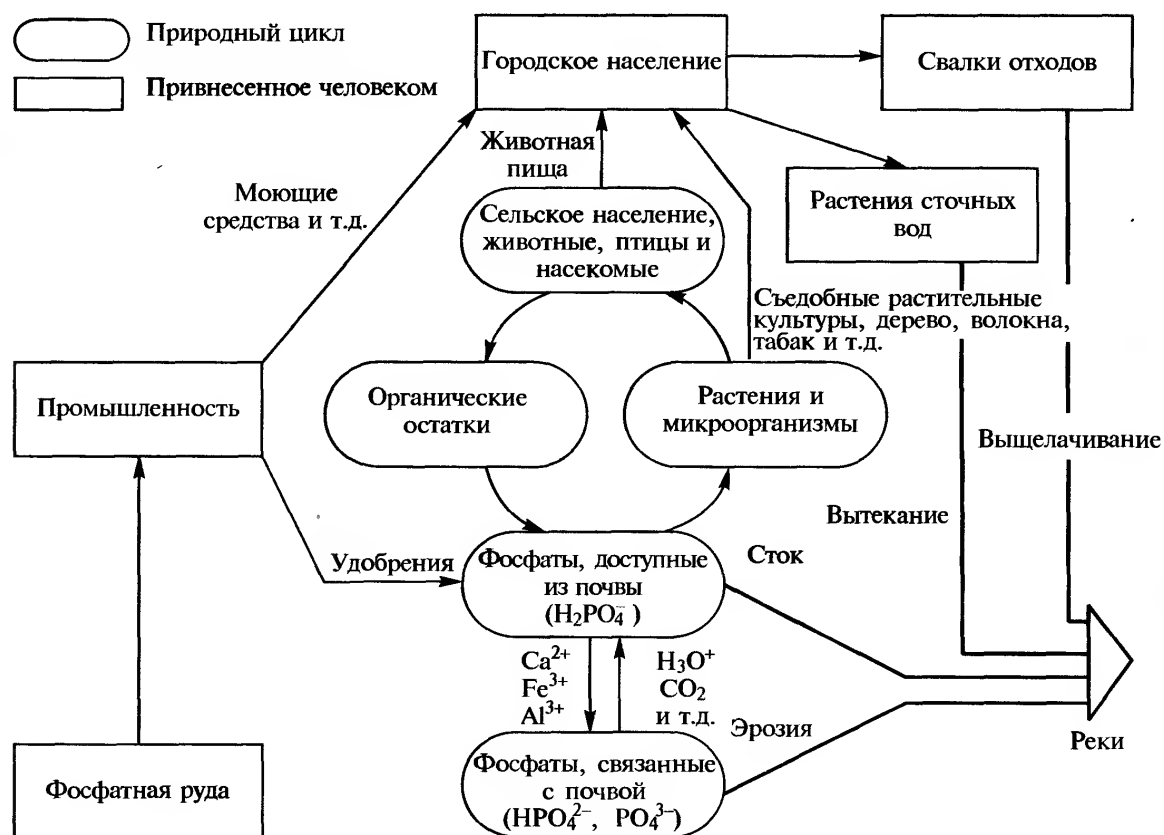 Природный цикл
Привнесенное человеком
Городское население
Свалки отходов
Животная
пища
Моющие
средства и т.д.
Растения сточных
вод
Сельское население,
животные, птицы и
насекомые
Съедобные растительные
культуры, дерево, волокна,
табак и т.д.
Промышленность
Органические
остатки
Растения и
микроорганизмы
Выщелачивание
Вытекание
Удобрения
Фосфаты, доступные
из почвы
(H₂PO₄⁻)
Сток
Ca²⁺
Fe³⁺
Al³⁺
H₃O⁺
CO₂
и т.д.
Эрозия
Реки
Фосфатная руда
Фосфаты, связанные
с почвой
(HPO₄²⁻, PO₄³⁻)